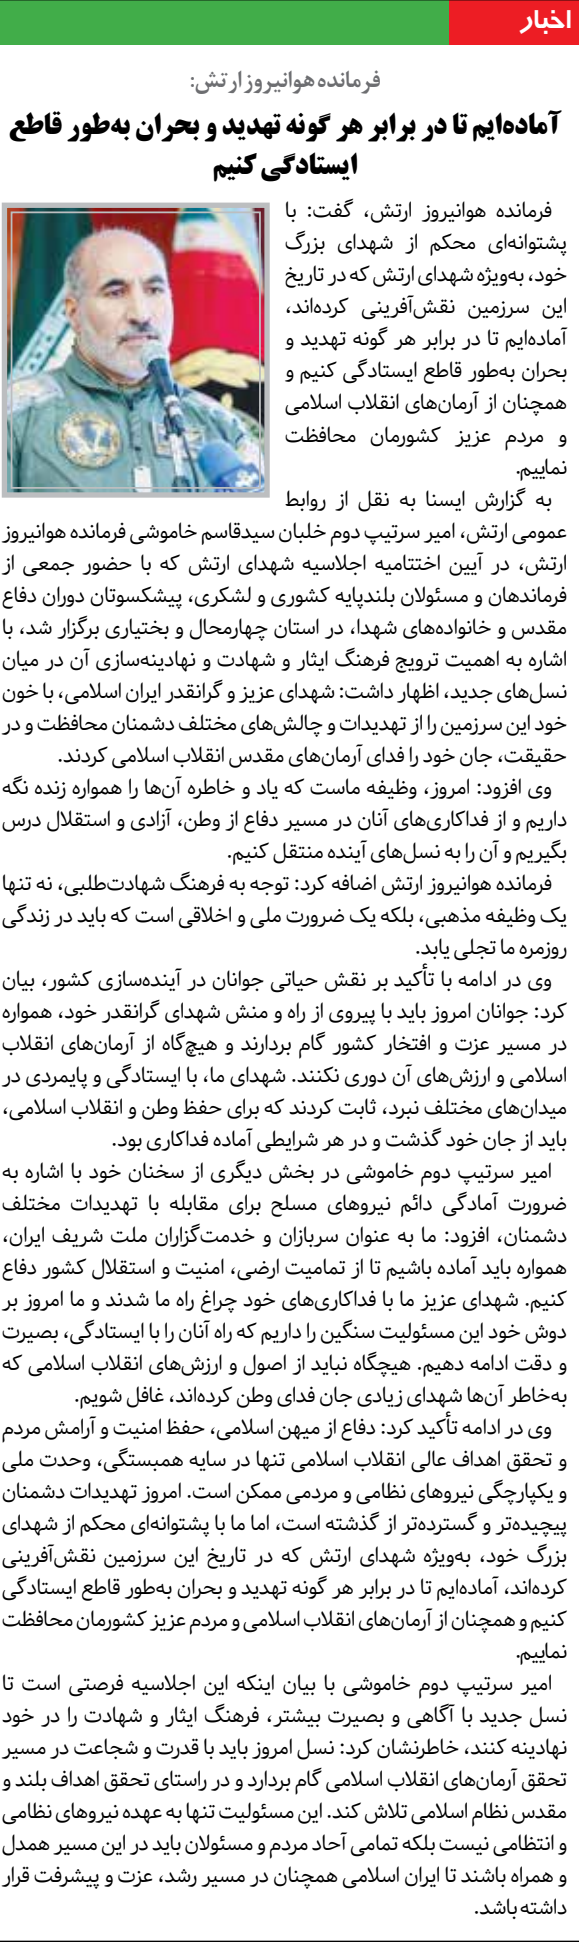 اخبار
فرمانده هوانیروز ارتش:
آماده‌ایم تا در برابر هر گونه تهدید و بحران به‌طور قاطع
ایستادگی کنیم
فرمانده هوانیروز ارتش، گفت: با
پشتوانه‌ای محکم از شهدای بزرگ
خود، به‌ویژه شهدای ارتش که در تاریخ
این سرزمین نقش‌آفرینی کرده‌اند،
آماده‌ایم تا در برابر هر گونه تهدید و
بحران به‌طور قاطع ایستادگی کنیم و
همچنان از آرمان‌های انقلاب اسلامی
و مردم عزیز کشورمان محافظت
نماییم.
به گزارش ایسنا به نقل از روابط
عمومی ارتش، امیر سرتیپ دوم خلبان سیدقاسم خاموشی فرمانده هوانیروز
ارتش، در آیین اختتامیه اجلاسیه شهدای ارتش که با حضور جمعی از
فرماندهان و مسئولان بلندپایه کشوری و لشکری، پیشکسوتان دوران دفاع
مقدس و خانواده‌های شهدا، در استان چهارمحال و بختیاری برگزار شد، با
اشاره به اهمیت ترویج فرهنگ ایثار و شهادت و نهادینه‌سازی آن در میان
نسل‌های جدید، اظهار داشت: شهدای عزیز و گرانقدر ایران اسلامی، با خون
خود این سرزمین را از تهدیدات و چالش‌های مختلف دشمنان محافظت و در
حقیقت، جان خود را فدای آرمان‌های مقدس انقلاب اسلامی کردند.
وی افزود: امروز، وظیفه ماست که یاد و خاطره آن‌ها را همواره زنده نگه
داریم و از فداکاری‌های آنان در مسیر دفاع از وطن، آزادی و استقلال درس
بگیریم و آن را به نسل‌های آینده منتقل کنیم.
فرمانده هوانیروز ارتش اضافه کرد: توجه به فرهنگ شهادت‌طلبی، نه تنها
یک وظیفه مذهبی، بلکه یک ضرورت ملی و اخلاقی است که باید در زندگی
روزمره ما تجلی یابد.
وی در ادامه با تأکید بر نقش حیاتی جوانان در آینده‌سازی کشور، بیان
کرد: جوانان امروز باید با پیروی از راه و منش شهدای گرانقدر خود، همواره
در مسیر عزت و افتخار کشور گام بردارند و هیچ‌گاه از آرمان‌های انقلاب
اسلامی و ارزش‌های آن دوری نکنند. شهدای ما، با ایستادگی و پایمردی در
میدان‌های مختلف نبرد، ثابت کردند که برای حفظ وطن و انقلاب اسلامی،
باید از جان خود گذشت و در هر شرایطی آماده فداکاری بود.
امیر سرتیپ دوم خاموشی در بخش دیگری از سخنان خود با اشاره به
ضرورت آمادگی دائم نیروهای مسلح برای مقابله با تهدیدات مختلف
دشمنان، افزود: ما به عنوان سربازان و خدمت‌گزاران ملت شریف ایران،
همواره باید آماده باشیم تا از تمامیت ارضی، امنیت و استقلال کشور دفاع
کنیم. شهدای عزیز ما با فداکاری‌های خود چراغ راه ما شدند و ما امروز بر
دوش خود این مسئولیت سنگین را داریم که راه آنان را با ایستادگی، بصیرت
و دقت ادامه دهیم. هیچگاه نباید از اصول و ارزش‌های انقلاب اسلامی که
به‌خاطر آن‌ها شهدای زیادی جان فدای وطن کرده‌اند، غافل شویم.
وی در ادامه تأکید کرد: دفاع از میهن اسلامی، حفظ امنیت و آرامش مردم
و تحقق اهداف عالی انقلاب اسلامی تنها در سایه همبستگی، وحدت ملی
و یکپارچگی نیروهای نظامی و مردمی ممکن است. امروز تهدیدات دشمنان
پیچیده‌تر و گسترده‌تر از گذشته است، اما ما با پشتوانه‌ای محکم از شهدای
بزرگ خود، به‌ویژه شهدای ارتش که در تاریخ این سرزمین نقش‌آفرینی
کرده‌اند، آماده‌ایم تا در برابر هر گونه تهدید و بحران به‌طور قاطع ایستادگی
کنیم و همچنان از آرمان‌های انقلاب اسلامی و مردم عزیز کشورمان محافظت
نماییم.
امیر سرتیپ دوم خاموشی با بیان اینکه این اجلاسیه فرصتی است تا
نسل جدید با آگاهی و بصیرت بیشتر، فرهنگ ایثار و شهادت را در خود
نهادینه کنند، خاطرنشان کرد: نسل امروز باید با قدرت و شجاعت در مسیر
تحقق آرمان‌های انقلاب اسلامی گام بردارد و در راستای تحقق اهداف بلند و
مقدس نظام اسلامی تلاش کند. این مسئولیت تنها به عهده نیروهای نظامی
و انتظامی نیست بلکه تمامی آحاد مردم و مسئولان باید در این مسیر همدل
و همراه باشند تا ایران اسلامی همچنان در مسیر رشد، عزت و پیشرفت قرار
داشته باشد.